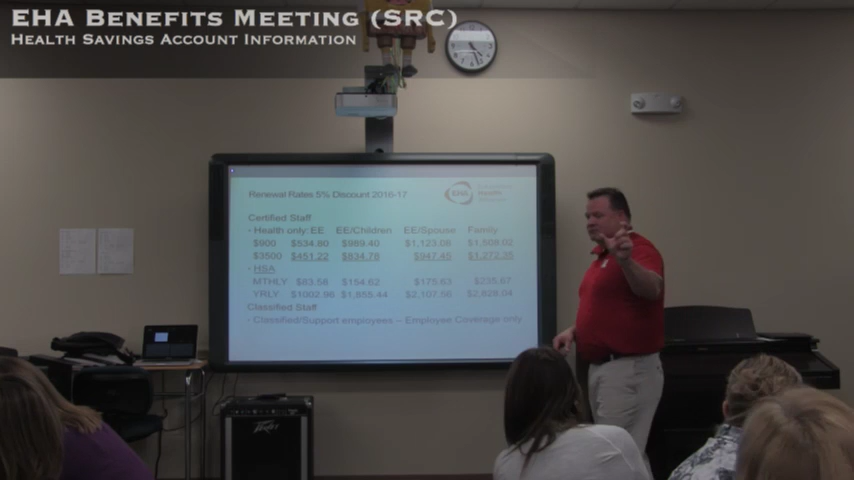 EHA Benefits Meeting (SRC)
Health Savings Account Information
Renewal Rates 5% Discount 2016-17
EHA
Certified Staff
• Health only: EE EE/Children EE/Spouse Family
$900 $534.80 $989.40 $1,123.08 $1,508.02
$3500 $451.22 $834.78 $947.45 $1,272.35
• HSA
MTHLY $83.58 $154.62 $175.63 $235.67
YRLY $1002.96 $1,855.44 $2,107.56 $2,828.04
Classified Staff
• Classified/Support employees – Employee Coverage only
Peavey